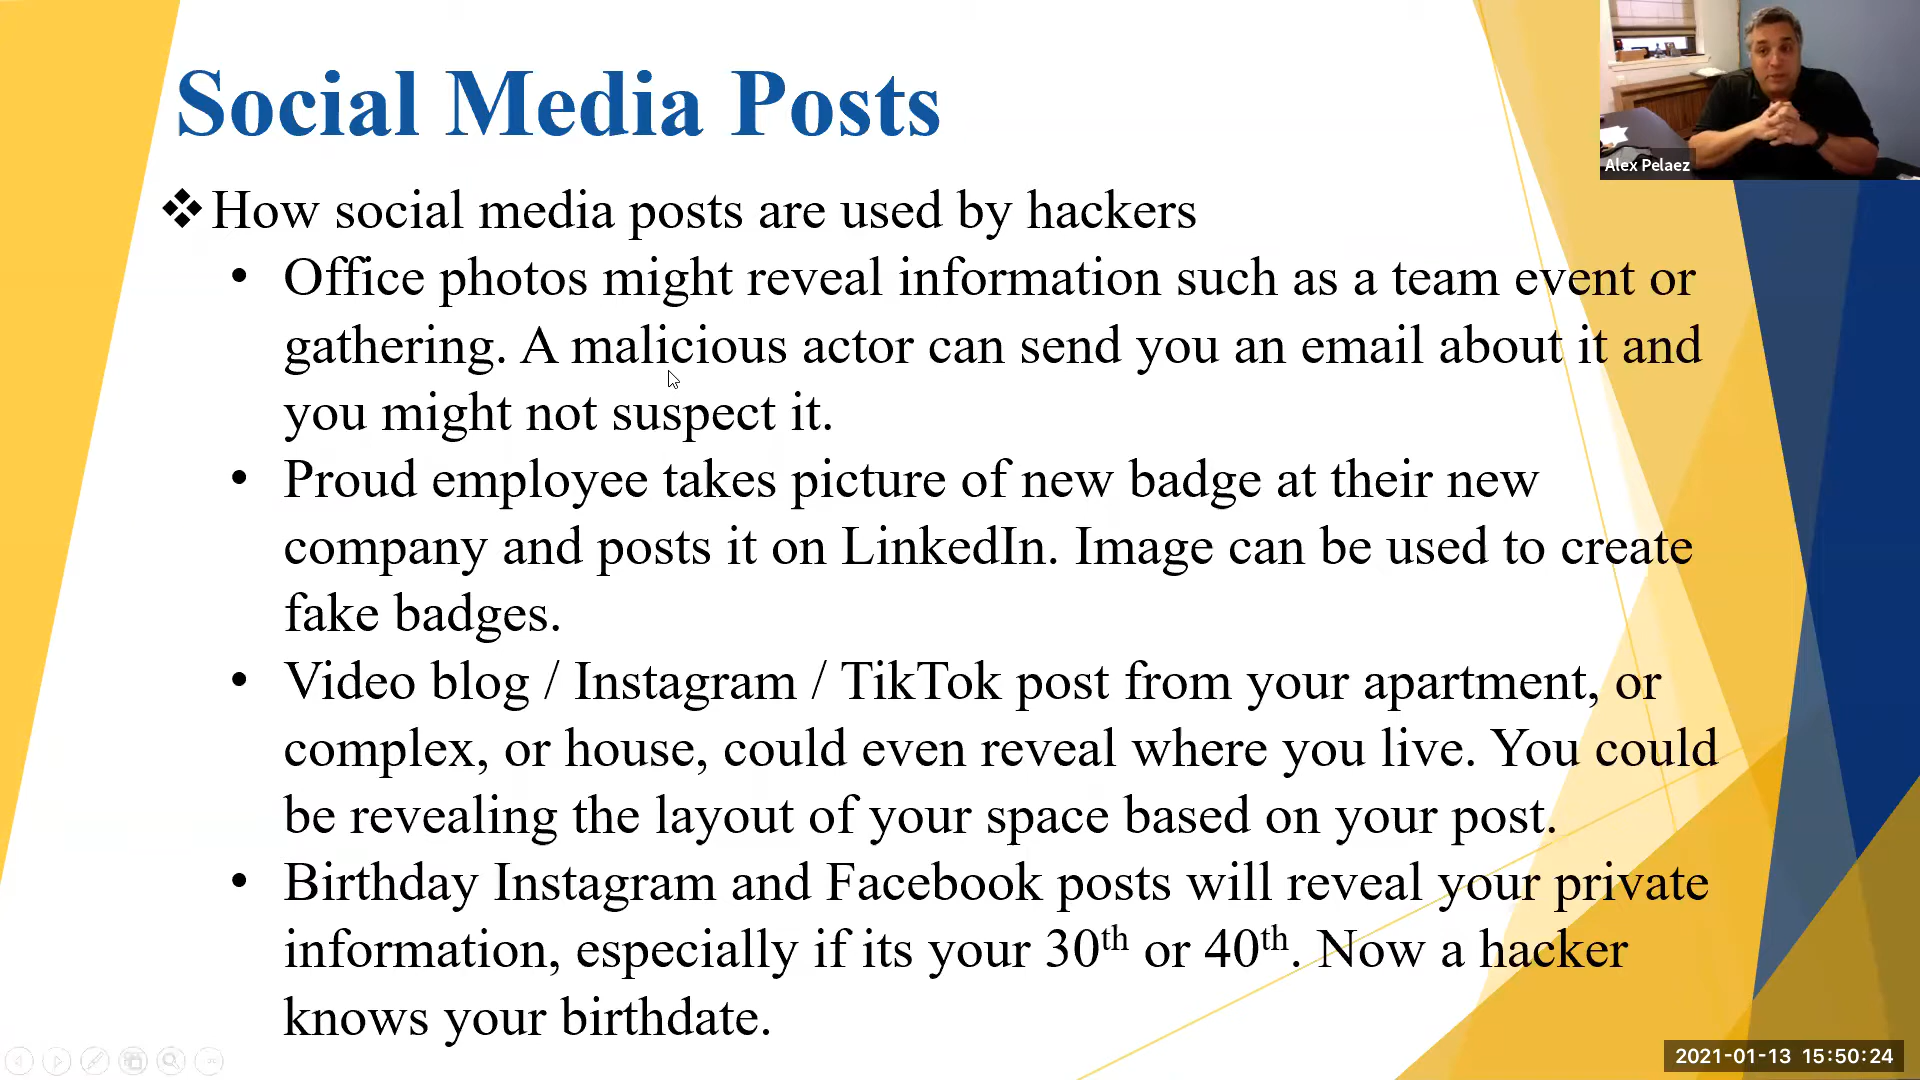 Social Media Posts
Alex Pelaez
❖ How social media posts are used by hackers
• Office photos might reveal information such as a team event or
gathering. A malicious actor can send you an email about it and
you might not suspect it.
• Proud employee takes picture of new badge at their new
company and posts it on LinkedIn. Image can be used to create
fake badges.
• Video blog / Instagram / TikTok post from your apartment, or
complex, or house, could even reveal where you live. You could
be revealing the layout of your space based on your post.
• Birthday Instagram and Facebook posts will reveal your private
information, especially if its your 30th or 40th. Now a hacker
knows your birthdate.
2021-01-13 15:50:24